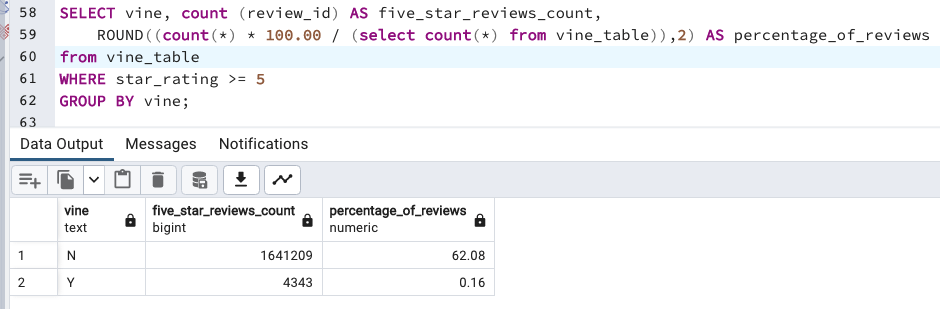 58 SELECT vine, count (review_id) AS five_star_reviews_count,
59 ROUND((count(*) * 100.00 / (select count(*) from vine_table)),2) AS percentage_of_reviews
60 from vine_table
61 WHERE star_rating >= 5
62 GROUP BY vine;
63
Data Output Messages Notifications
vine five_star_reviews_count percentage_of_reviews
text bigint numeric
1 N 1641209 62.08
2 Y 4343 0.16